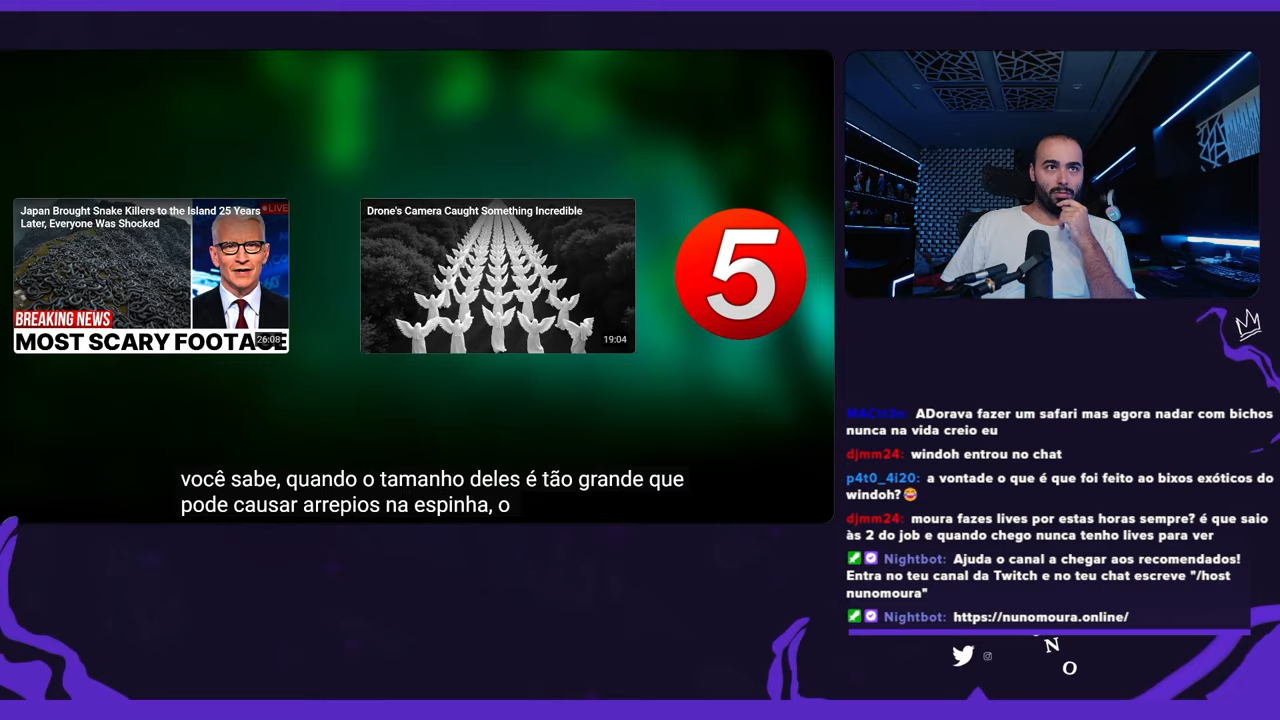 Japan Brought Snake Killers to the Island 25 Years
Later, Everyone Was Shocked
LIVE
BREAKING NEWS
MOST SCARY FOOTAGE
26:08
Drone's Camera Caught Something Incredible
19:04
5
você sabe, quando o tamanho deles é tão grande que
pode causar arrepios na espinha, o
ADorava fazer um safari mas agora nadar com bichos
nunca na vida creio eu
djmm24: windoh entrou no chat
p4t0_4i20: a vontade o que é que foi feito ao bixos exóticos do
windoh?
djmm24: moura fazes lives por estas horas sempre? é que saio
às 2 do job e quando chego nunca tenho lives para ver
Nightbot: Ajuda o canal a chegar aos recomendados!
Entra no teu canal da Twitch e no teu chat escreve "/host
nunomoura"
Nightbot: https://nunomoura.online/
N
O